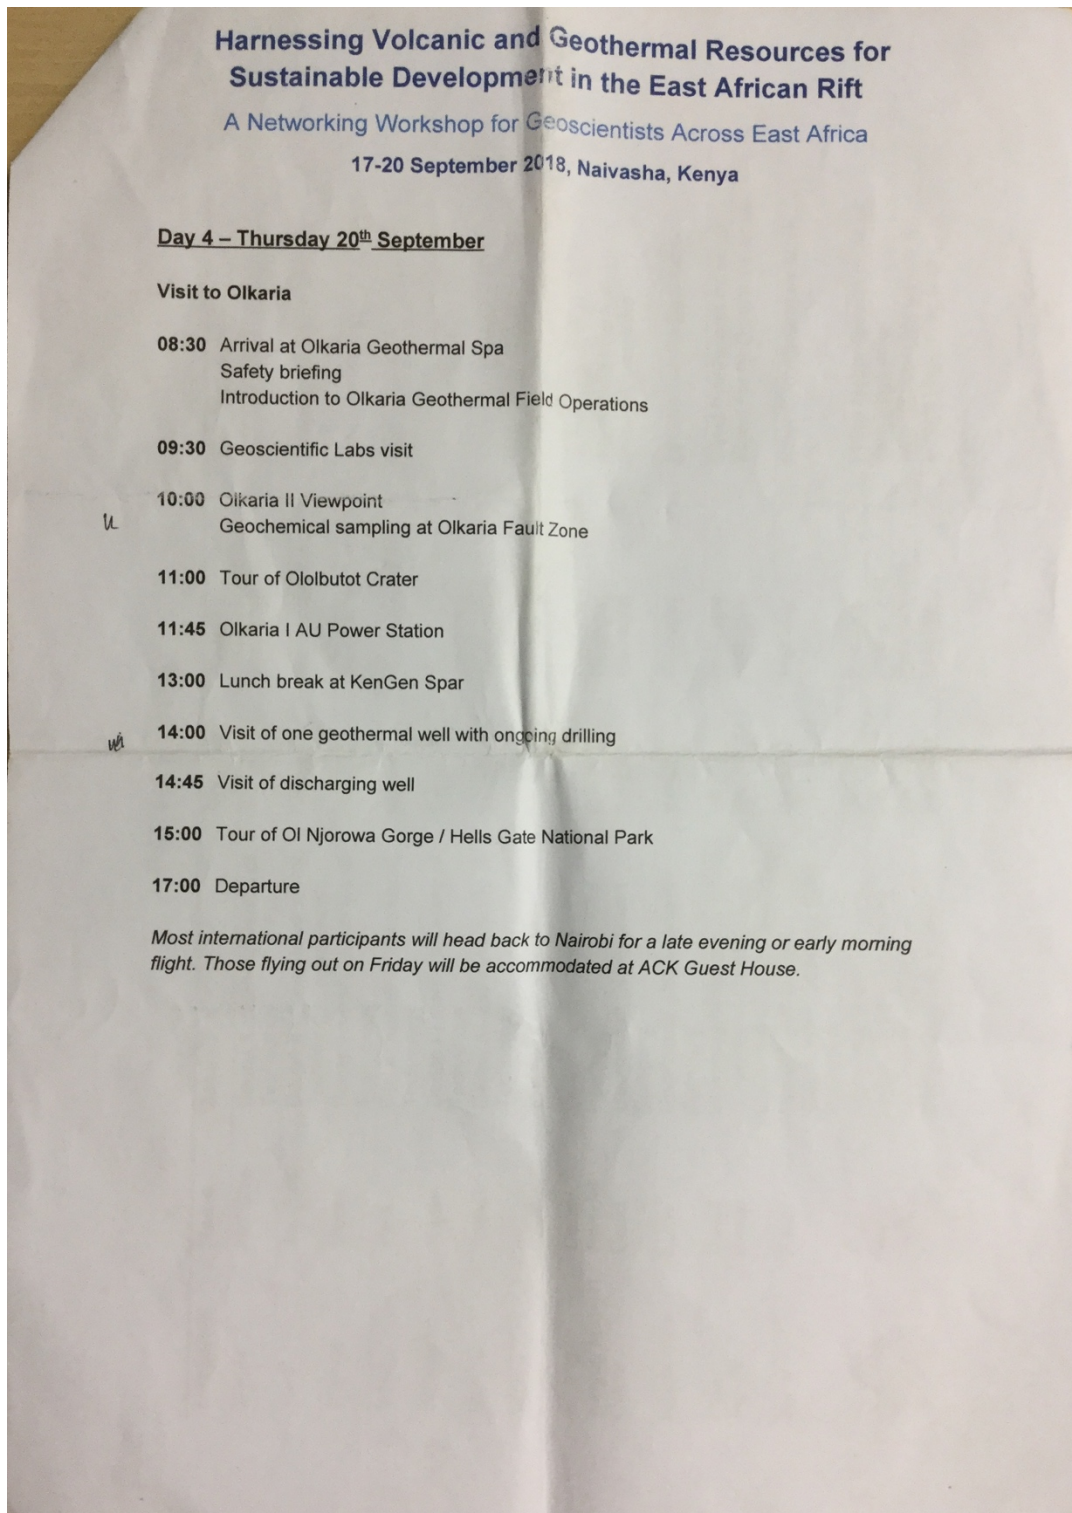 Harnessing Volcanic and Geothermal Resources for
Sustainable Development in the East African Rift
A Networking Workshop for Geoscientists Across East Africa
17-20 September 2018, Naivasha, Kenya
Day 4 – Thursday 20th September
Visit to Olkaria
08:30 Arrival at Olkaria Geothermal Spa
Safety briefing
Introduction to Olkaria Geothermal Field Operations
09:30 Geoscientific Labs visit
10:00 Olkaria II Viewpoint
Geochemical sampling at Olkaria Fault Zone
11:00 Tour of Ololbutot Crater
11:45 Olkaria I AU Power Station
13:00 Lunch break at KenGen Spar
14:00 Visit of one geothermal well with ongoing drilling
14:45 Visit of discharging well
15:00 Tour of Ol Njorowa Gorge / Hells Gate National Park
17:00 Departure
Most international participants will head back to Nairobi for a late evening or early morning
flight. Those flying out on Friday will be accommodated at ACK Guest House.